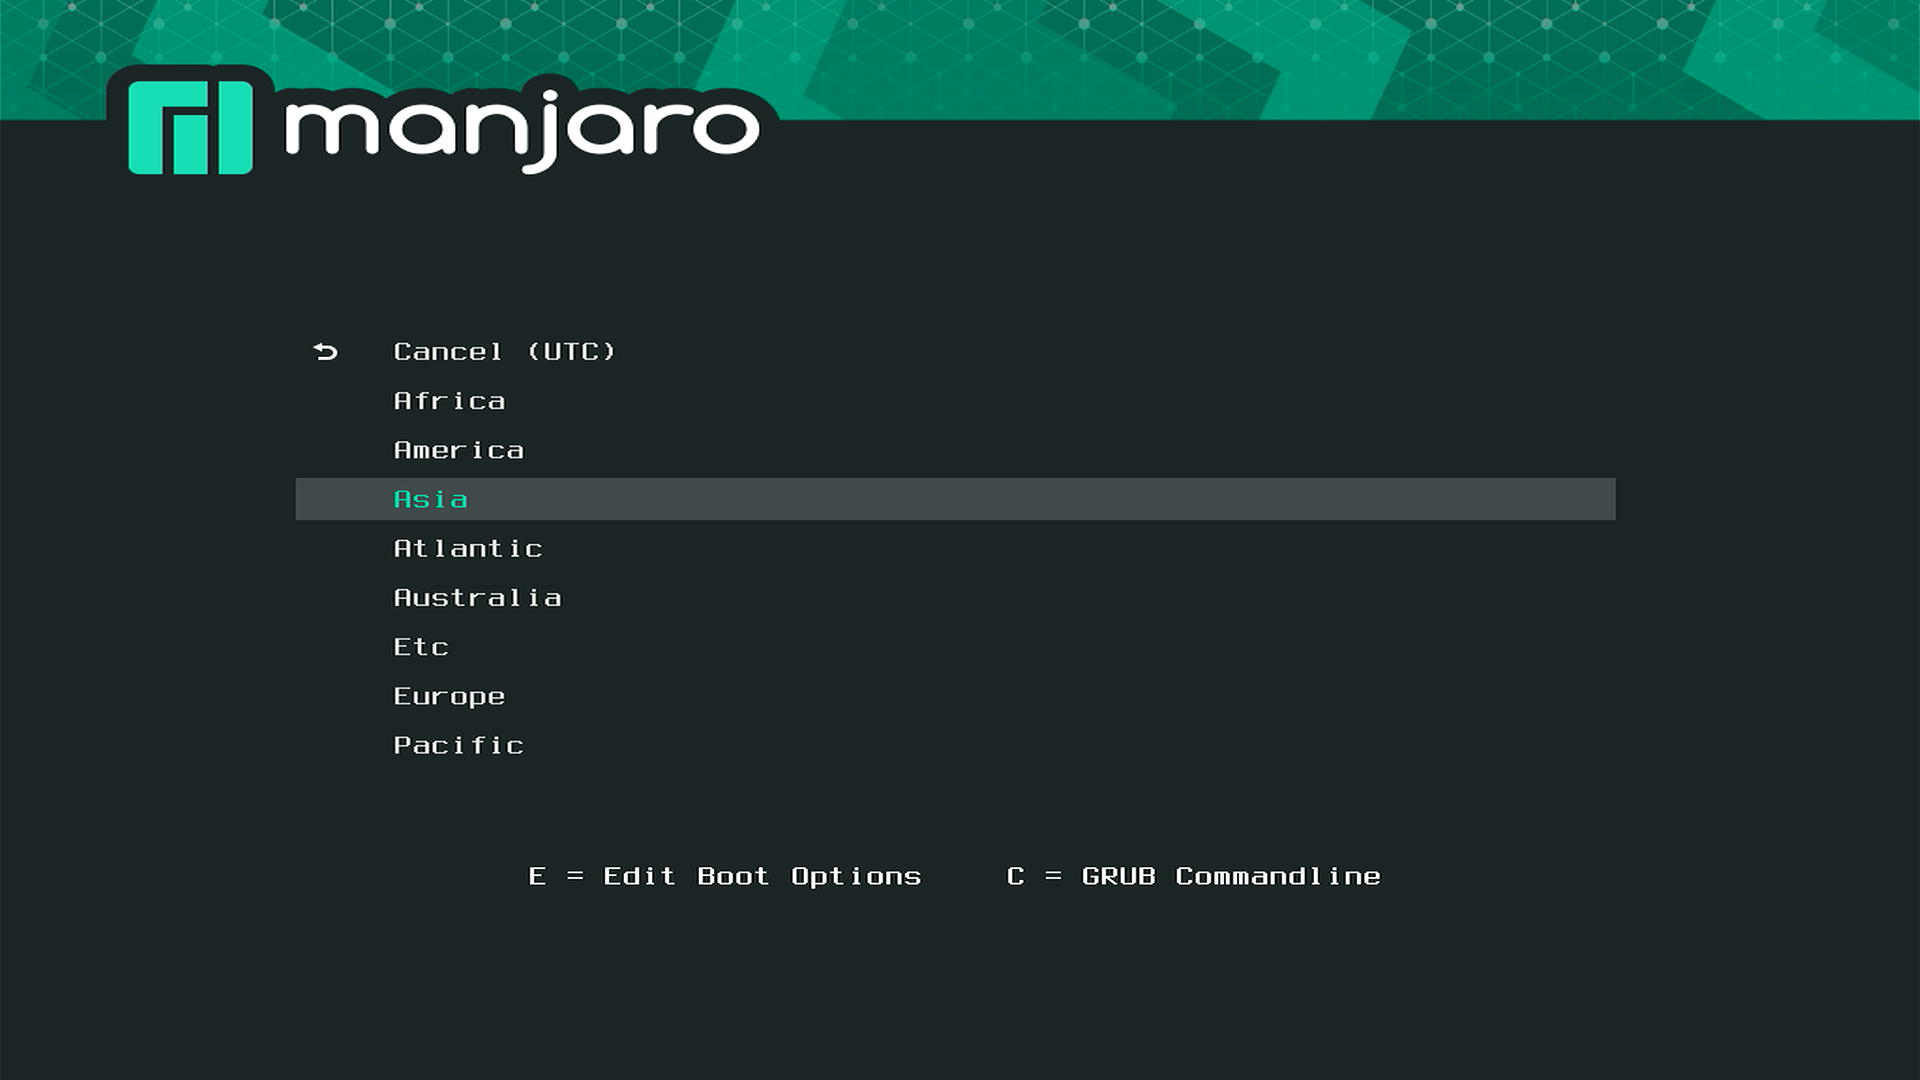 manjaro
Cancel (UTC)
Africa
America
Asia
Atlantic
Australia
Etc
Europe
Pacific
E = Edit Boot Options C = GRUB Commandline